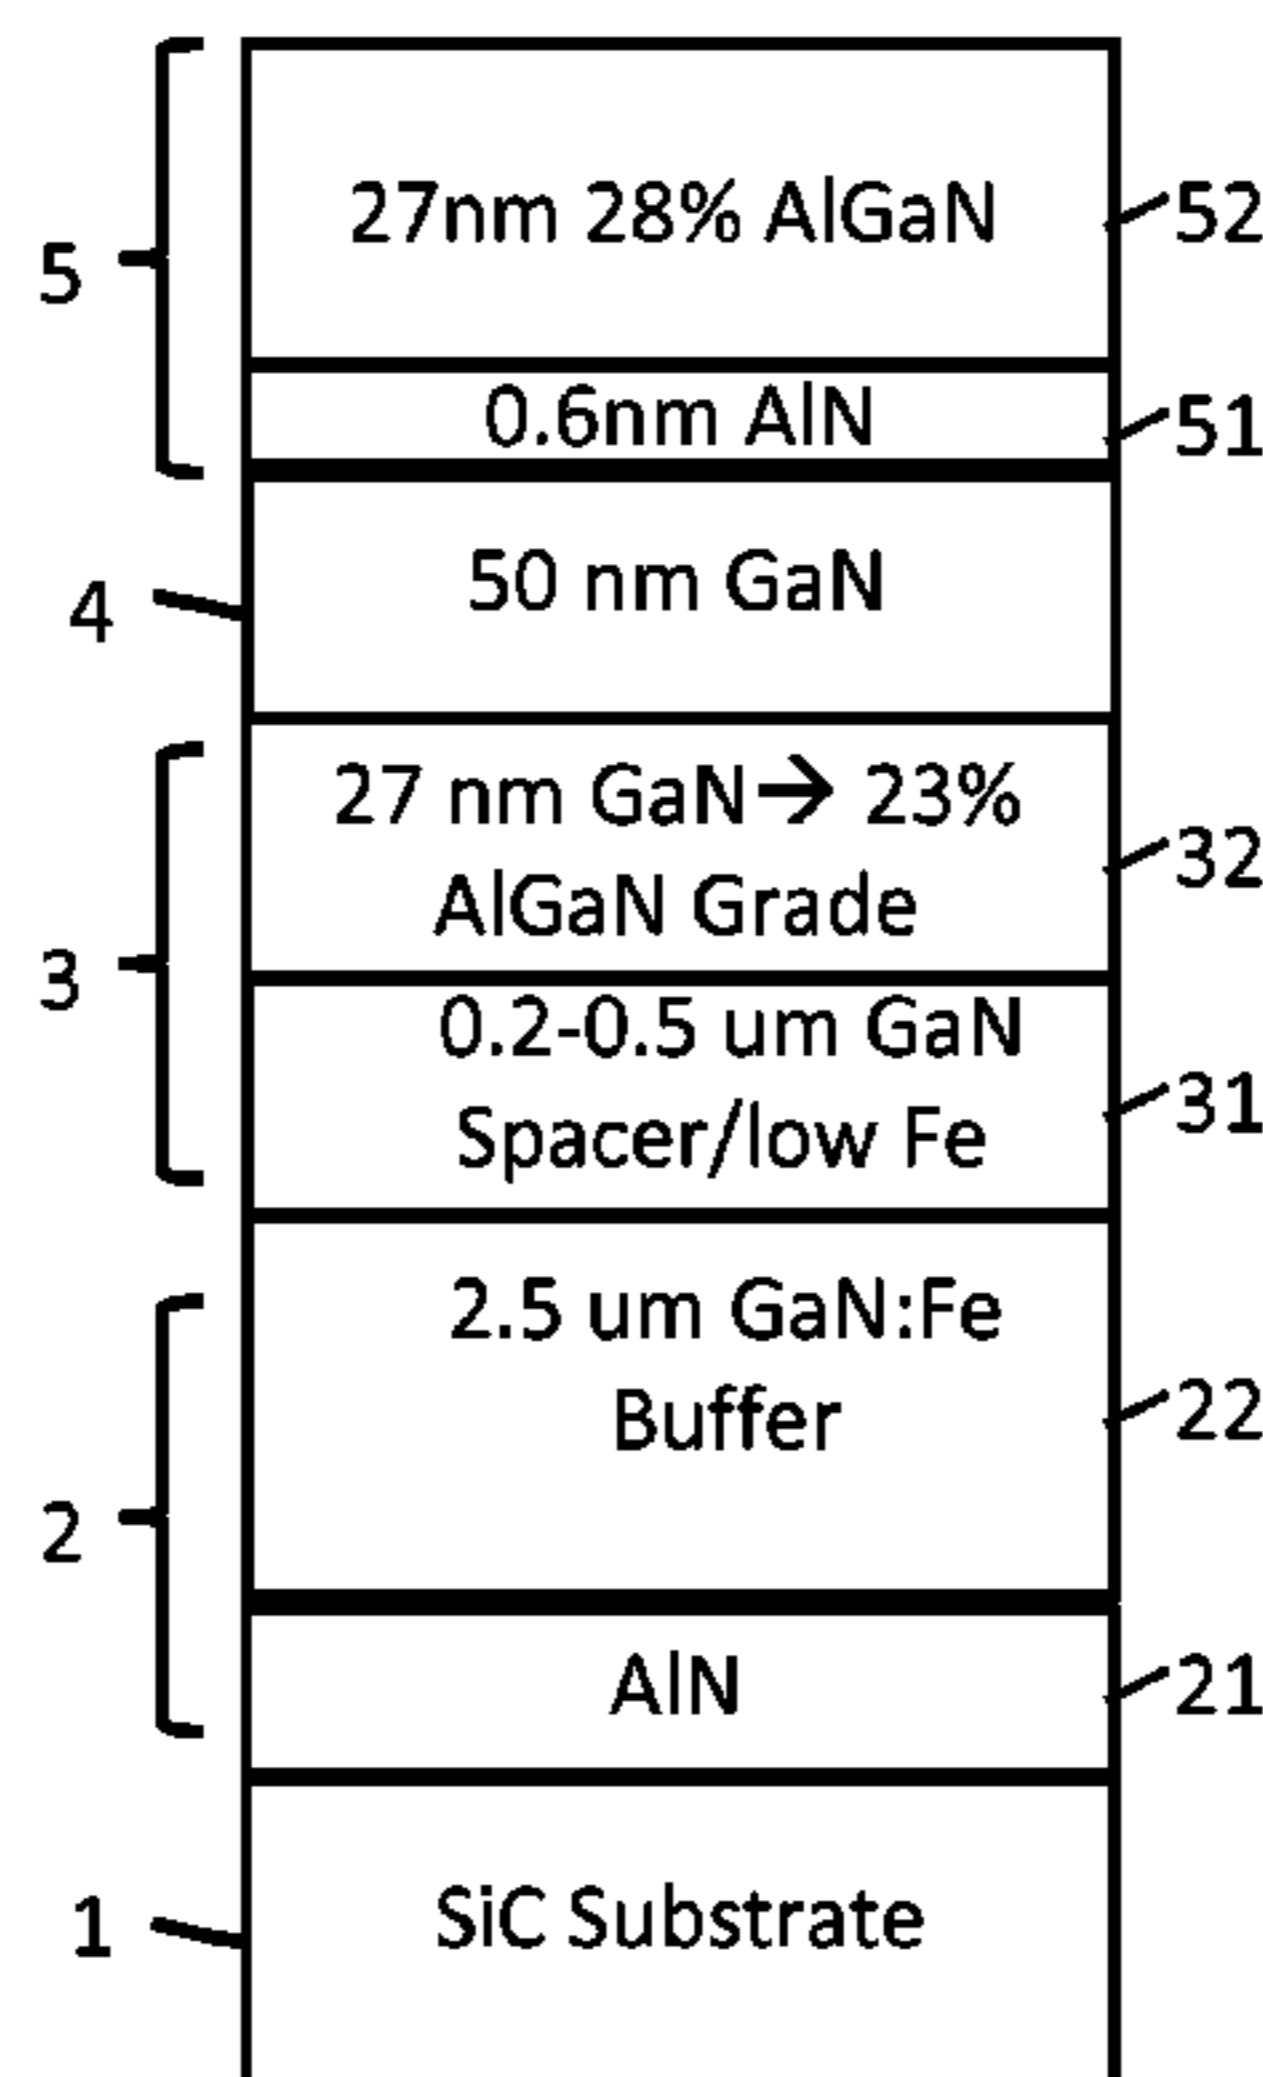 27nm 28% AlGaN
52
5
0.6nm AlN
51
50 nm GaN
4
27 nm GaN→ 23%
AlGaN Grade
32
3
0.2-0.5 um GaN
Spacer/low Fe
31
2.5 um GaN:Fe
Buffer
22
2
AlN
21
SiC Substrate
1